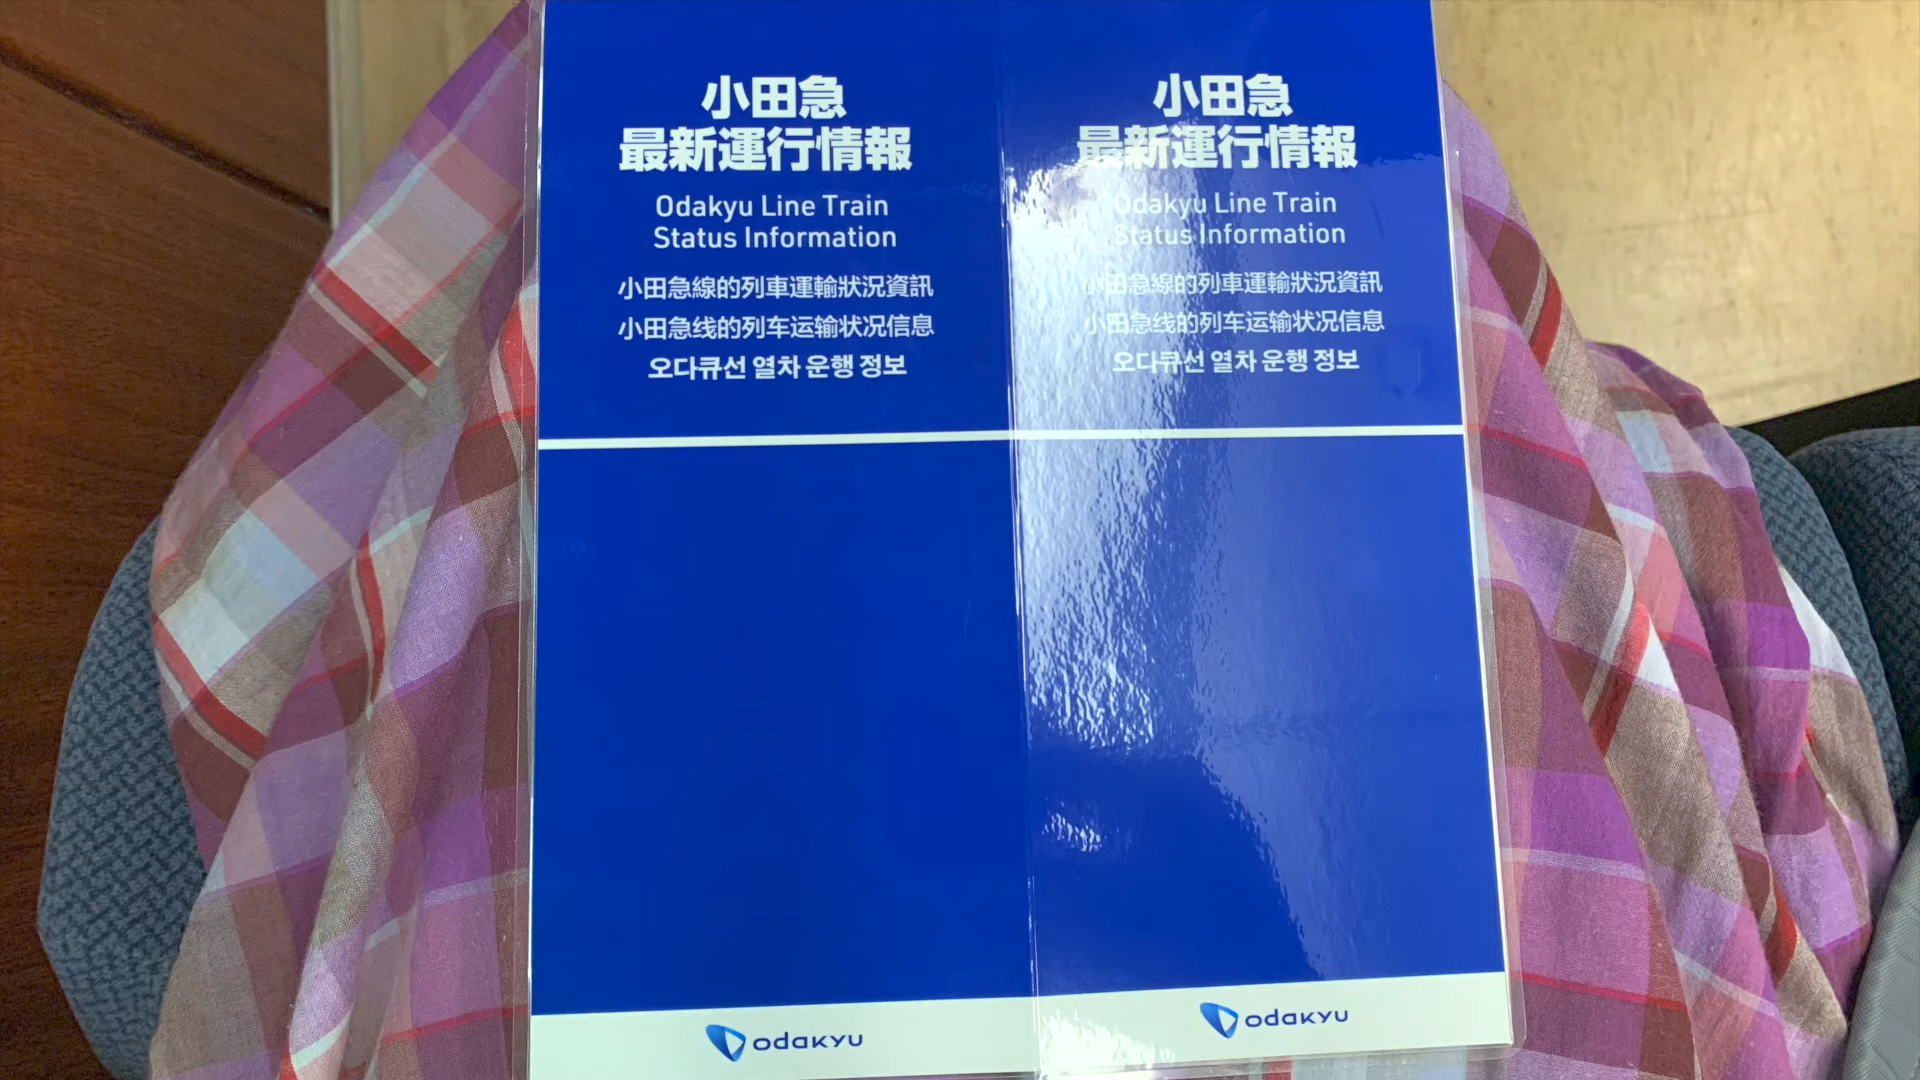 小田急
最新運行情報
Odakyu Line Train
Status Information
小田急線的列車運輸狀況資訊
小田急线的列车运输状况信息
오다큐선 열차 운행 정보
odakyu
小田急
最新運行情報
Odakyu Line Train
Status Information
小田急線的列車運輸狀況資訊
小田急线的列车运输状况信息
오다큐선 열차 운행 정보
odakyu